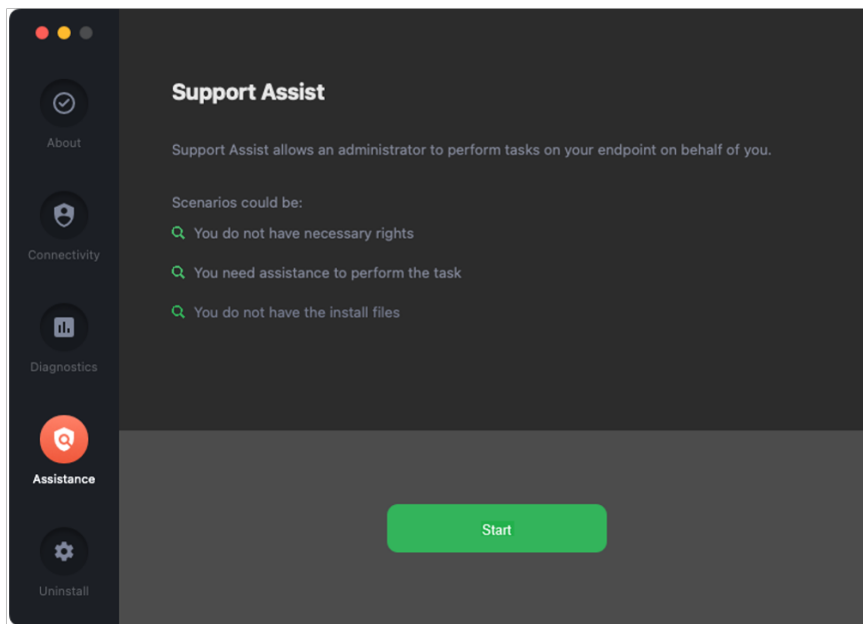 About
Connectivity
Diagnostics
Assistance
Uninstall
Support Assist
Support Assist allows an administrator to perform tasks on your endpoint on behalf of you.
Scenarios could be:
You do not have necessary rights
You need assistance to perform the task
You do not have the install files
Start